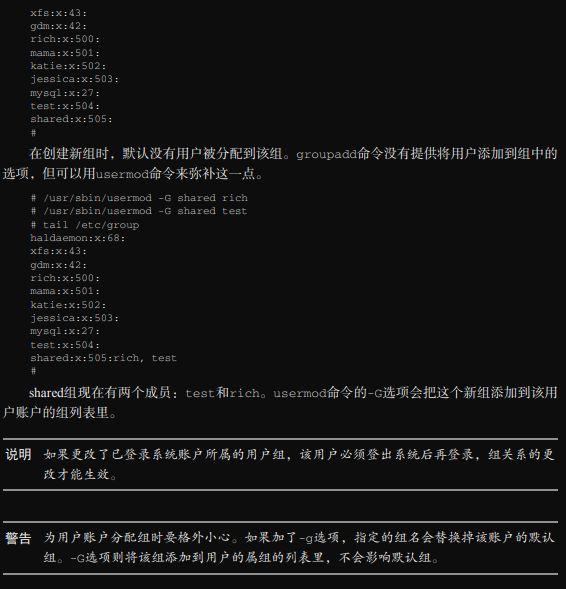 xfs:x:43:
gdm:x:42:
rich:x:500:
mama:x:501:
katie:x:502:
jessica:x:503:
mysql:x:27:
test:x:504:
shared:x:505:
#
在创建新组时，默认没有用户被分配到该组。groupadd命令没有提供将用户添加到组中的
选项，但可以用usermod命令来弥补这一点。
# /usr/sbin/usermod -G shared rich
# /usr/sbin/usermod -G shared test
# tail /etc/group
haldaemon:x:68:
xfs:x:43:
gdm:x:42:
rich:x:500:
mama:x:501:
katie:x:502:
jessica:x:503:
mysql:x:27:
test:x:504:
shared:x:505:rich, test
#
shared组现在有两个成员：test和rich。usermod命令的-G选项会把这个新组添加到该用
户账户的组列表里。
说明 如果更改了已登录系统账户所属的用户组，该用户必须登出系统后再登录，组关系的更
改才能生效。
警告 为用户账户分配组时要格外小心。如果加了-g选项，指定的组名会替换掉该账户的默认
组。-G选项则将该组添加到用户的属组的列表里，不会影响默认组。